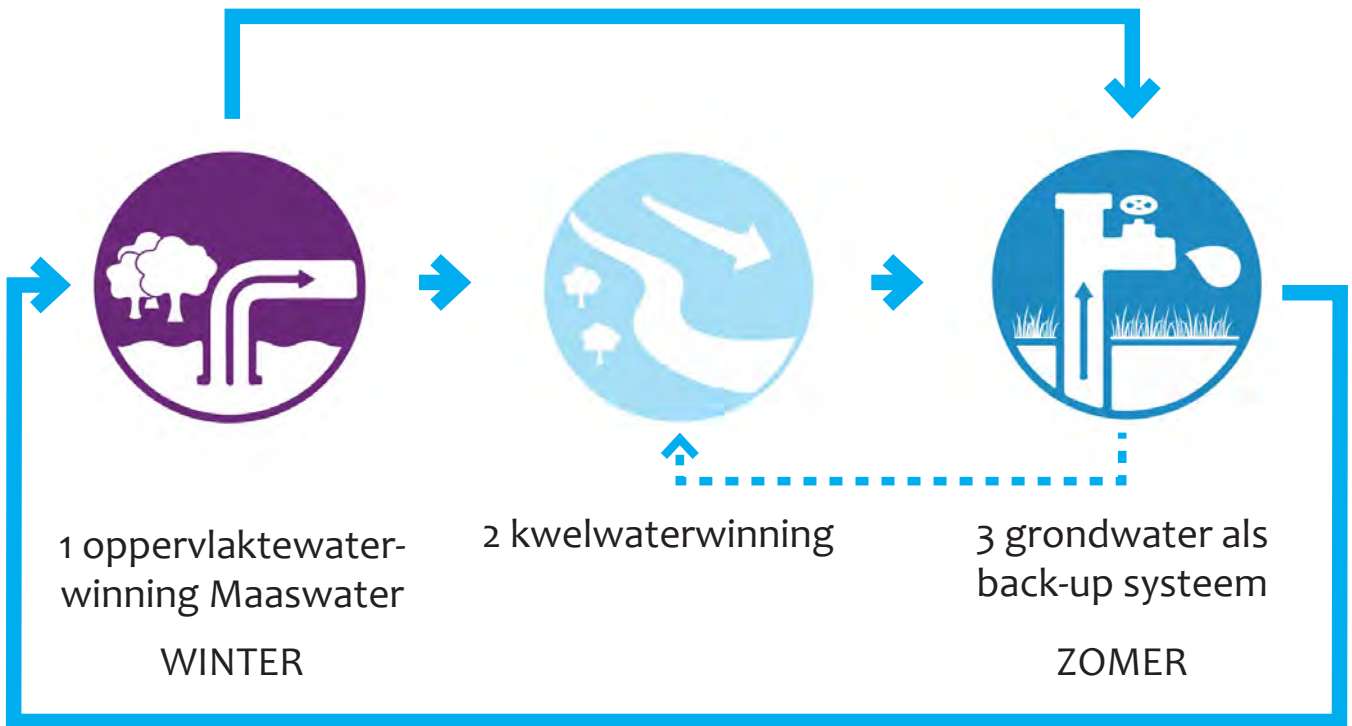 1 oppervlaktewater-
winning Maaswater
WINTER
2 kwelwaterwinning
3 grondwater als
back-up systeem
ZOMER